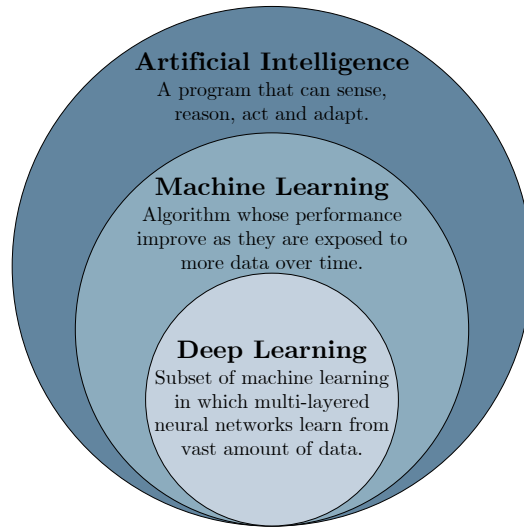 Artificial Intelligence
A program that can sense,
reason, act and adapt.
Machine Learning
Algorithm whose performance
improve as they are exposed to
more data over time.
Deep Learning
Subset of machine learning
in which multi-layered
neural networks learn from
vast amount of data.